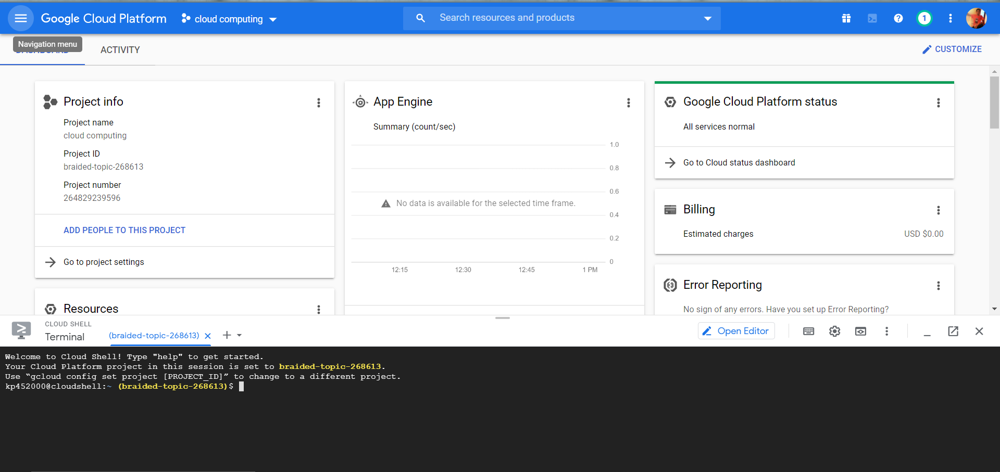 Google Cloud Platform
cloud computing
Search resources and products
1
Navigation menu
ACTIVITY
CUSTOMIZE
Project info
Project name
cloud computing
Project ID
braided-topic-268613
Project number
264829239596
ADD PEOPLE TO THIS PROJECT
Go to project settings
Resources
App Engine
Summary (count/sec)
1.0
0.8
0.6
No data is available for the selected time frame.
0.4
0.2
0
12:15 12:30 12:45 1 PM
Google Cloud Platform status
All services normal
Go to Cloud status dashboard
Billing
Estimated charges USD $0.00
Error Reporting
No sign of any errors. Have you set up Error Reporting?
CLOUD SHELL
Terminal
(braided-topic-268613)
Open Editor
Welcome to Cloud Shell! Type "help" to get started.
Your Cloud Platform project in this session is set to braided-topic-268613.
Use “gcloud config set project [PROJECT_ID]” to change to a different project.
kp452000@cloudshell:~ (braided-topic-268613)$